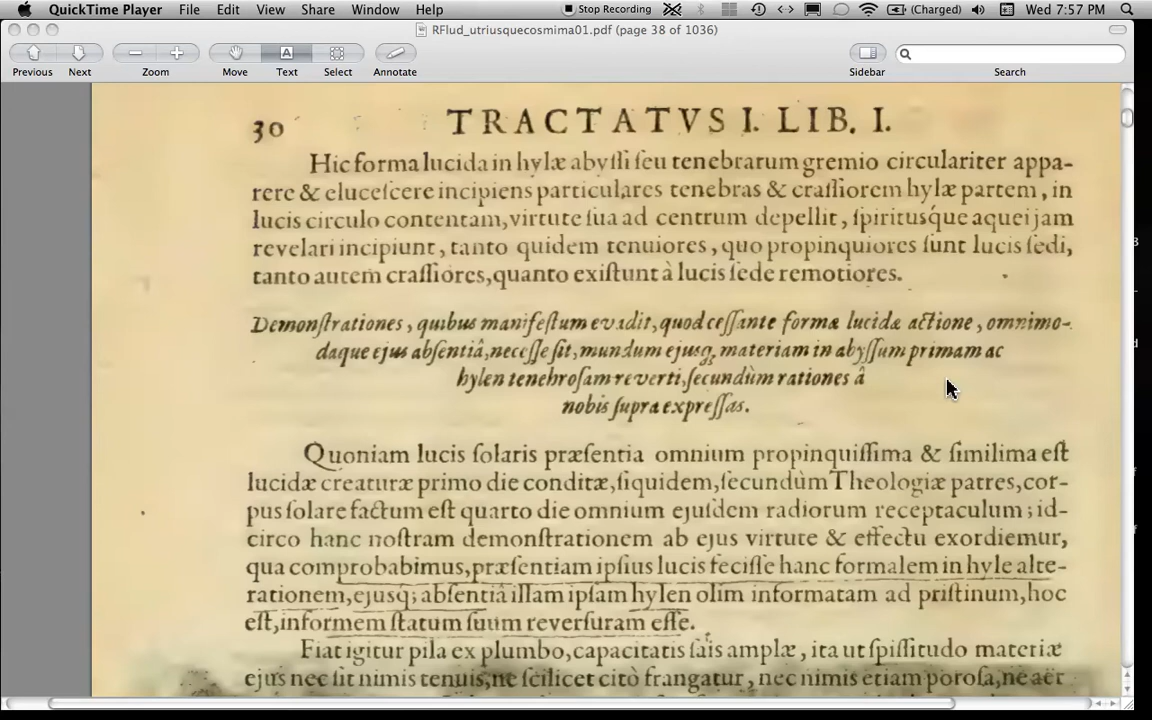 QuickTime Player File Edit View Share Window Help Stop Recording (Charged) Wed 7:57 PM
RFlud_utriusquecosmima01.pdf (page 38 of 1036)
Previous Next Zoom Move Text Select Annotate Sidebar Search
30 TRACTATVS I. LIB. I.
Hic forma lucida in hylæ abyſſi ſeu tenebrarum gremio circulariter appa-
rere & eluceſcere incipiens particulares tenebras & craſſiorem hylæ partem, in
lucis circulo contentam, virtute ſua ad centrum depellit, ſpiritusq́ue aquei jam
revelari incipiunt, tanto quidem tenuiores, quo propinquiores ſunt lucis ſedi,
tanto autem craſſiores, quanto exiſtunt à lucis ſede remotiores.
Demonſtrationes, quibus manifeſtum evadit, quod ceſſante formæ lucidæ actione, omnimo-
daque ejus abſentiâ, neceſſe ſit, mundum ejusq; materiam in abyſſum primam ac
hylen tenebroſam reverti, ſecundùm rationes â
nobis ſupra expreſſas.
Quoniam lucis ſolaris præſentia omnium propinquiſſima & ſimilima eſt
lucidæ creaturæ primo die conditæ, ſiquidem, ſecundùm Theologiæ patres, cor-
pus ſolare factum eſt quarto die omnium ejuſdem radiorum receptaculum; id-
circo hanc noſtram demonſtrationem ab ejus virtute & effectu exordiemur,
qua comprobabimus, præſentiam ipſius lucis feciſſe hanc formalem in hyle alte-
rationem, ejusq; abſentiâ illam ipſam hylen olim informatam ad priſtinum, hoc
eſt, informem ſtatum ſuum reverſuram eſſe.
Fiat igitur pila ex plumbo, capacitatis ſais amplæ, ita ut ſpiſſitudo materiæ
ejus nec ſit nimis tenuis, ne ſcilicet citò frangatur, nec nimis etiam poroſa, ne aër